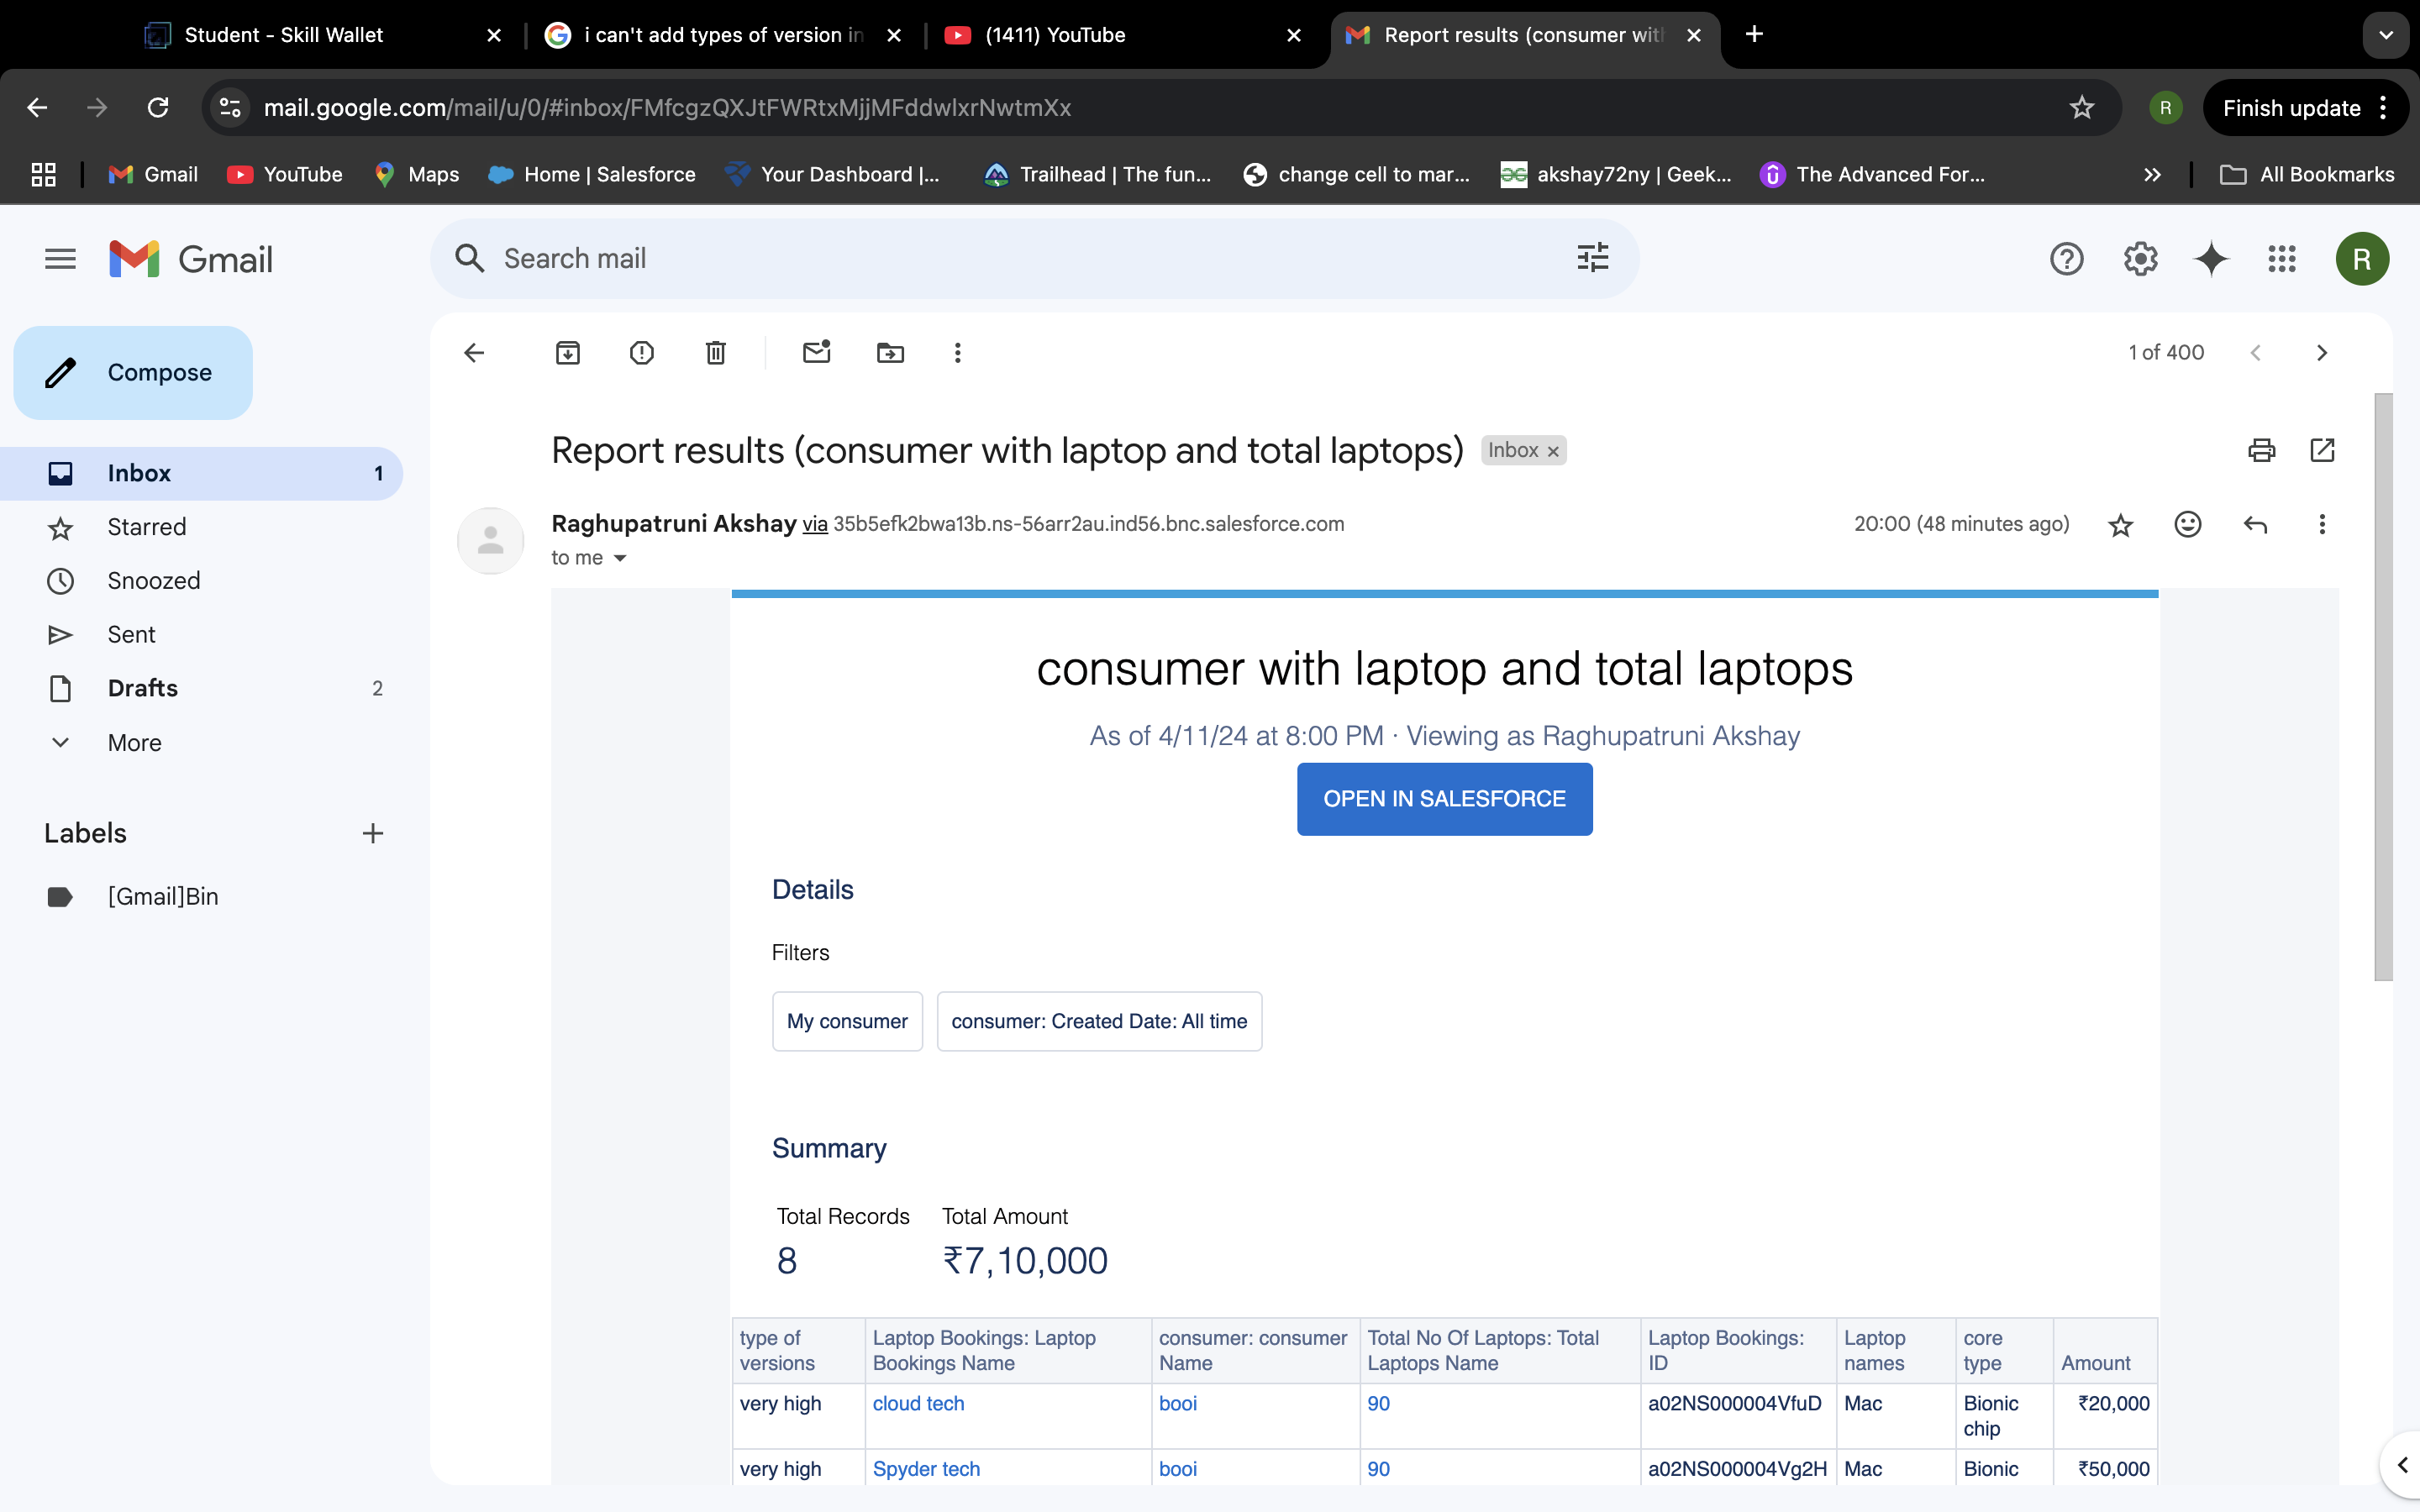 Student - Skill Wallet
i can't add types of version in
(1411) YouTube
Report results (consumer with
mail.google.com/mail/u/0/#inbox/FMfcgzQXJtFWRtxMjjMFddwlxrNwtmXx
R
Finish update
Gmail
YouTube
Maps
Home | Salesforce
Your Dashboard |...
Trailhead | The fun...
change cell to mar...
akshay72ny | Geek...
The Advanced For...
All Bookmarks
Gmail
Search mail
R
Compose
1 of 400
Report results (consumer with laptop and total laptops)
Inbox ×
Inbox 1
Starred
Snoozed
Sent
Drafts 2
More
Labels
[Gmail]Bin
Raghupatruni Akshay via 35b5efk2bwa13b.ns-56arr2au.ind56.bnc.salesforce.com
20:00 (48 minutes ago)
to me
consumer with laptop and total laptops
As of 4/11/24 at 8:00 PM · Viewing as Raghupatruni Akshay
OPEN IN SALESFORCE
Details
Filters
My consumer
consumer: Created Date: All time
Summary
Total Records Total Amount
8 ₹7,10,000
type of versions
Laptop Bookings: Laptop Bookings Name
consumer: consumer Name
Total No Of Laptops: Total Laptops Name
Laptop Bookings: ID
Laptop names
core type
Amount
very high cloud tech booi 90 a02NS000004VfuD Mac Bionic chip ₹20,000
very high Spyder tech booi 90 a02NS000004Vg2H Mac Bionic ₹50,000